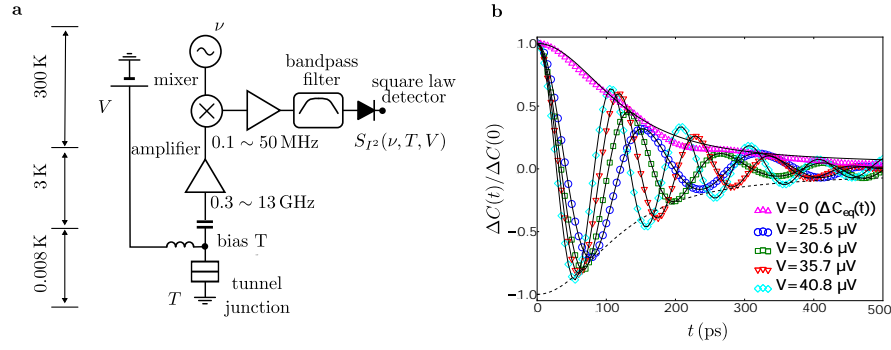 a
300 K
3 K
0.008 K
V
ν
mixer
amplifier
0.1 ~ 50 MHz
bandpass
filter
square law
detector
S_{I²}(ν, T, V)
0.3 ~ 13 GHz
bias T
T
tunnel
junction
b
ΔC(t)/ΔC(0)
1.0
0.5
0.0
−0.5
−1.0
V=0 (ΔC_{eq}(t))
V=25.5 μV
V=30.6 μV
V=35.7 μV
V=40.8 μV
0 100 200 300 400 500
t (ps)